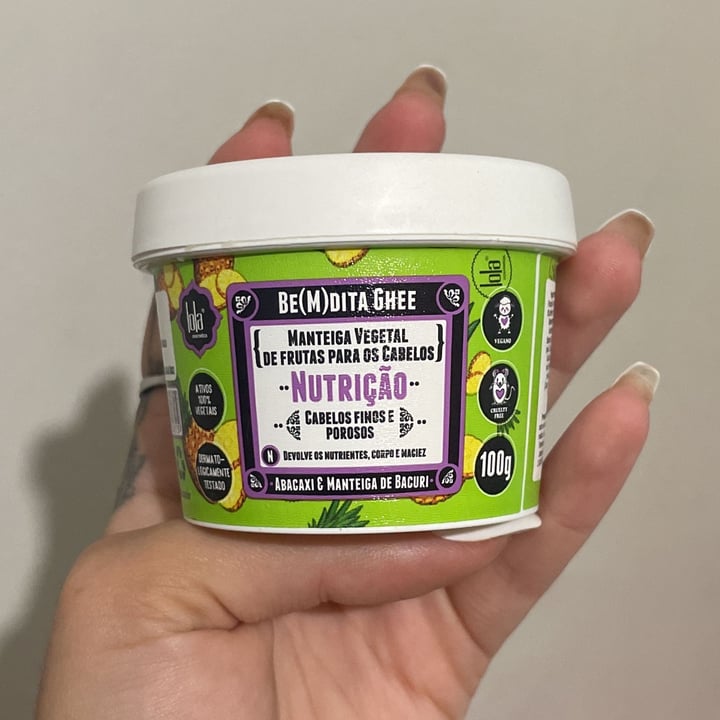 lola
BE(M)DITA GHEE
MANTEIGA VEGETAL
DE FRUTAS PARA OS CABELOS
NUTRIÇÃO
CABELOS FINOS E
POROSOS
N DEVOLVE OS NUTRIENTES, CORPO E MACIEZ
ABACAXI & MANTEIGA DE BACURI
lola
ATIVOS
100%
VEGETAIS
DERMATO-
LOGICAMENTE
TESTADO
VEGANO
CRUELTY
FREE
100g